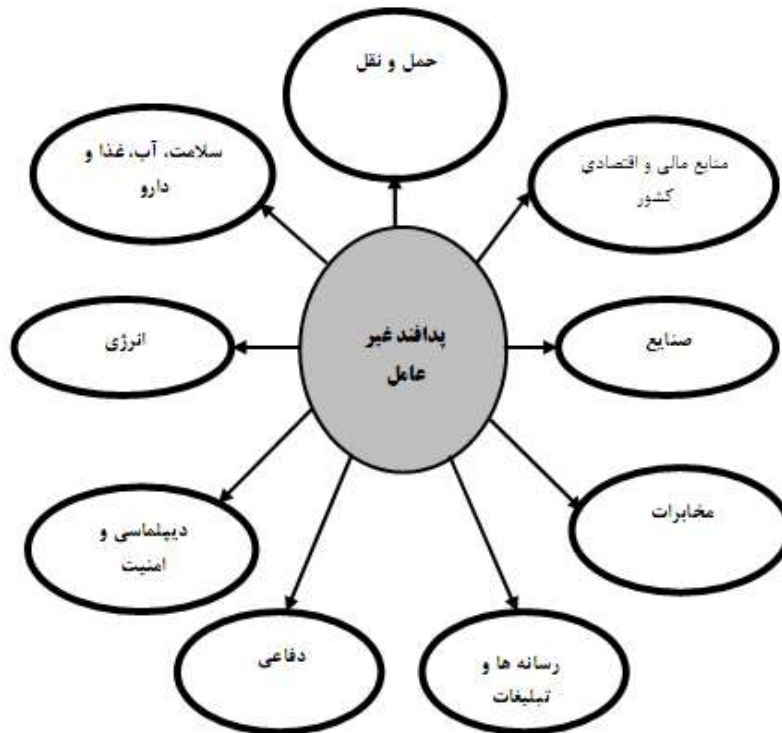 حمل و نقل
سلامت، آب، غذا و
دارو
منابع مالی و اقتصادي
کشور
پدافند غیر
عامل
انرژی
صنایع
مخابرات
دیپلماسی و
امنیت
دفاعی
رسانه ها و
تبلیغات